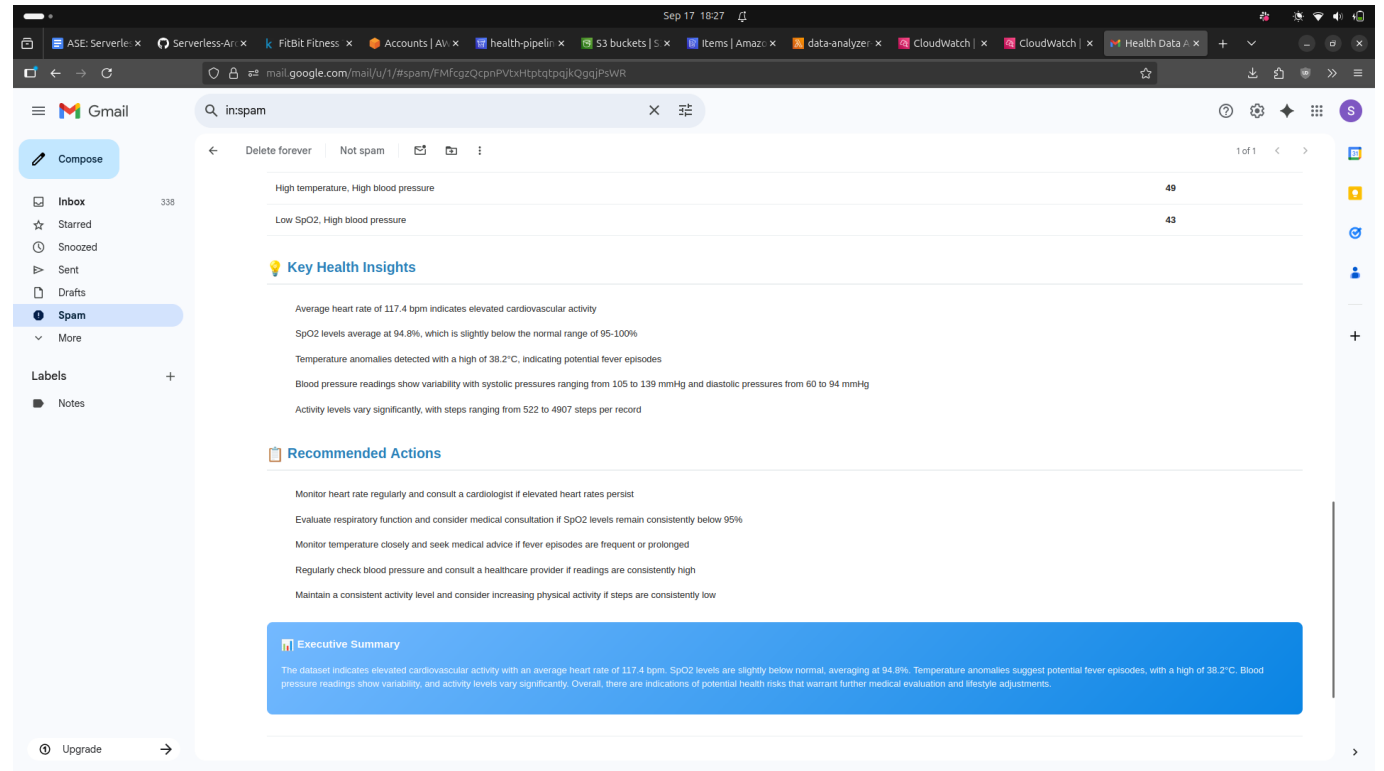 Sep 17 18:27
ASE: Serverles
Serverless-Arc
FitBit Fitness
Accounts | AW
health-pipelin
S3 buckets | S
Items | Amazo
data-analyzer
CloudWatch |
CloudWatch |
Health Data A
mail.google.com/mail/u/1/#spam/FMfcgzQcpnPVtxHtptqtpqjkQgqjPsWR
Gmail
in:spam
S
Compose
Delete forever Not spam
1 of 1
31
Inbox 338
Starred
Snoozed
Sent
Drafts
Spam
More
Labels
Notes
High temperature, High blood pressure 49
Low SpO2, High blood pressure 43
Key Health Insights
Average heart rate of 117.4 bpm indicates elevated cardiovascular activity
SpO2 levels average at 94.8%, which is slightly below the normal range of 95-100%
Temperature anomalies detected with a high of 38.2°C, indicating potential fever episodes
Blood pressure readings show variability with systolic pressures ranging from 105 to 139 mmHg and diastolic pressures from 60 to 94 mmHg
Activity levels vary significantly, with steps ranging from 522 to 4907 steps per record
Recommended Actions
Monitor heart rate regularly and consult a cardiologist if elevated heart rates persist
Evaluate respiratory function and consider medical consultation if SpO2 levels remain consistently below 95%
Monitor temperature closely and seek medical advice if fever episodes are frequent or prolonged
Regularly check blood pressure and consult a healthcare provider if readings are consistently high
Maintain a consistent activity level and consider increasing physical activity if steps are consistently low
Executive Summary
The dataset indicates elevated cardiovascular activity with an average heart rate of 117.4 bpm. SpO2 levels are slightly below normal, averaging at 94.8%. Temperature anomalies suggest potential fever episodes, with a high of 38.2°C. Blood
pressure readings show variability, and activity levels vary significantly. Overall, there are indications of potential health risks that warrant further medical evaluation and lifestyle adjustments.
Upgrade